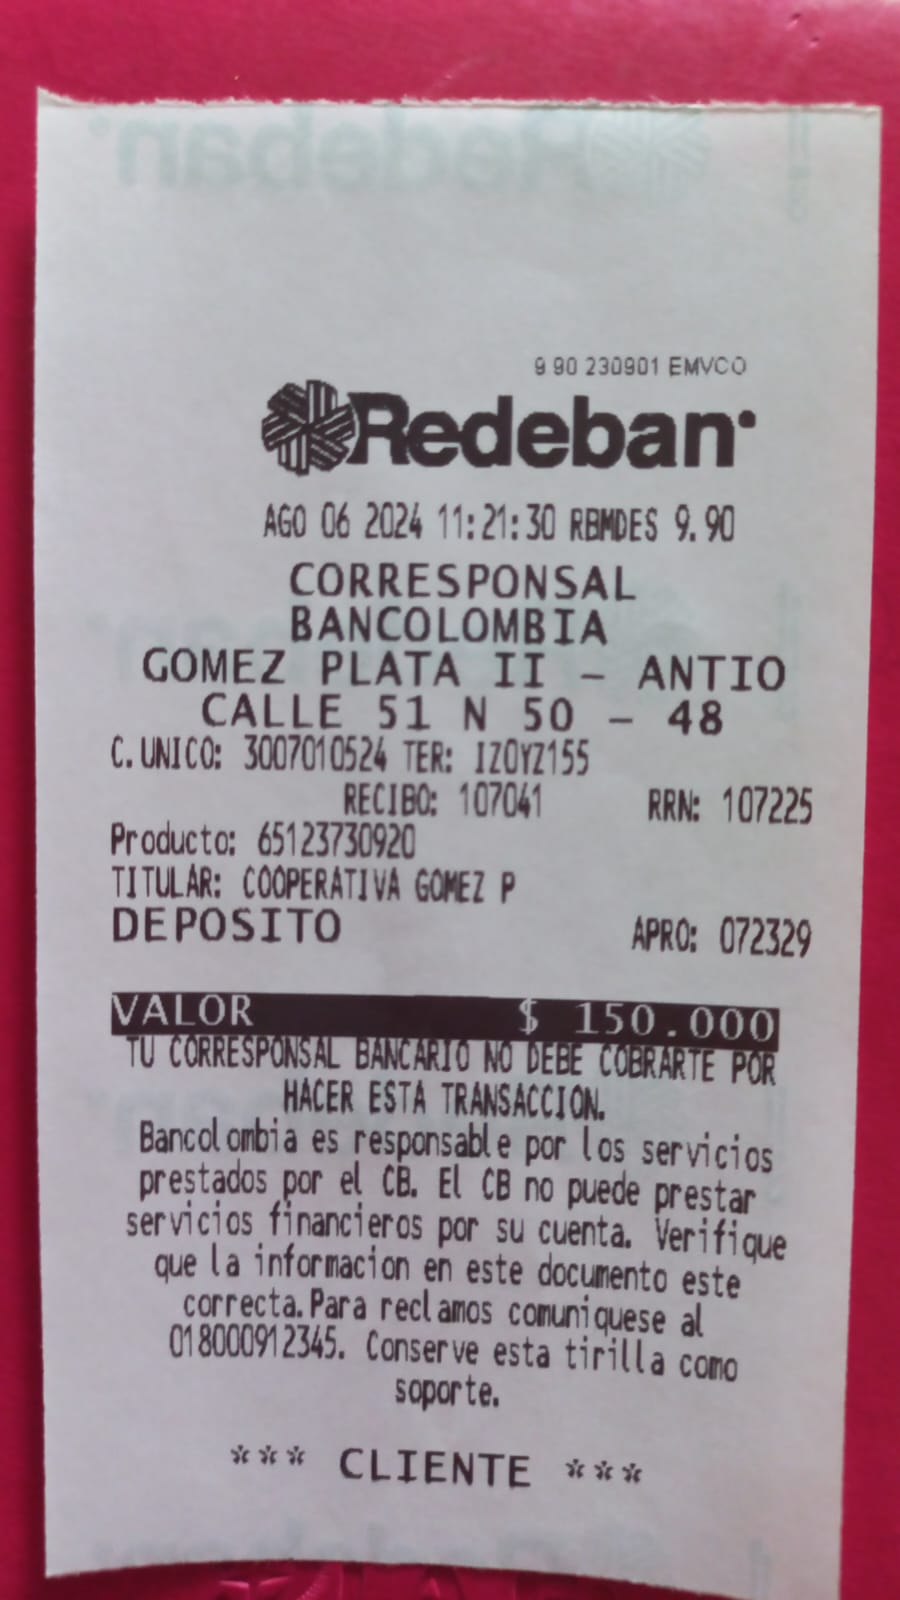 9 90 230901 EMVCO
Redeban
AGO 06 2024 11:21:30 RBMDES 9.90
CORRESPONSAL
BANCOLOMBIA
GOMEZ PLATA II - ANTIO
CALLE 51 N 50 - 48
C. UNICO: 3007010524 TER: IZOYZ155
RECIBO: 107041 RRN: 107225
Producto: 65123730920
TITULAR: COOPERATIVA GOMEZ P
DEPOSITO APRO: 072329
VALOR $ 150.000
TU CORRESPONSAL BANCARIO NO DEBE COBRARTE POR
HACER ESTA TRANSACCION.
Bancolombia es responsable por los servicios
prestados por el CB. El CB no puede prestar
servicios financieros por su cuenta. Verifique
que la informacion en este documento este
correcta.Para reclamos comuniquese al
018000912345. Conserve esta tirilla como
soporte.
*** CLIENTE ***